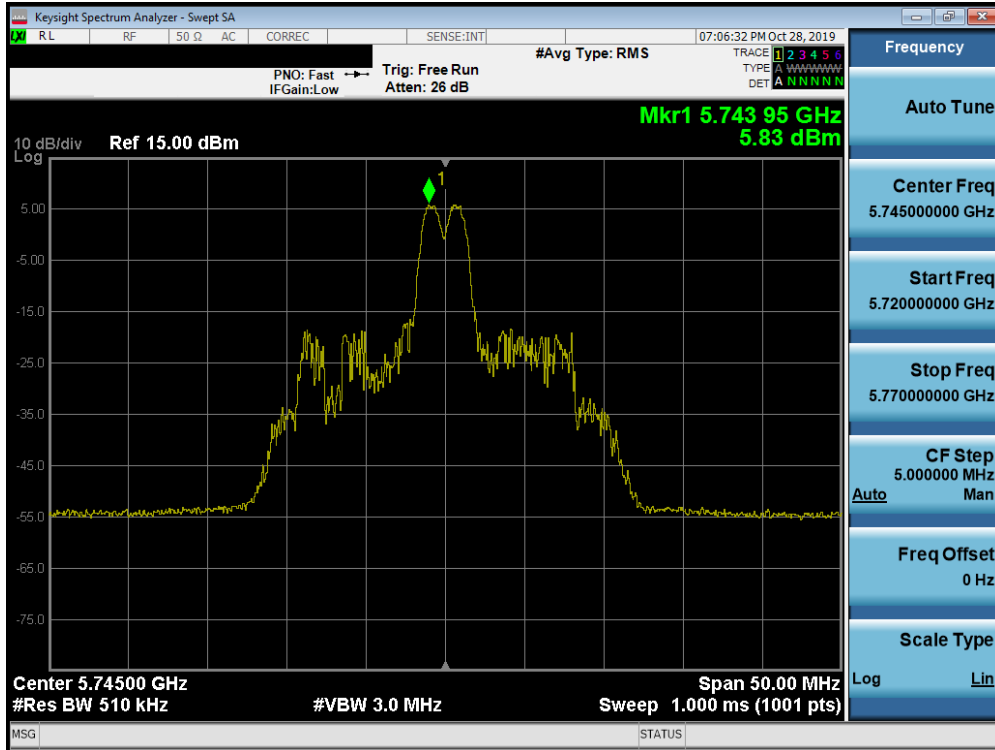 Keysight Spectrum Analyzer - Swept SA
LXI RL RF 50 Ω AC CORREC SENSE:INT 07:06:32 PM Oct 28, 2019
#Avg Type: RMS TRACE 1 2 3 4 5 6
PNO: Fast Trig: Free Run TYPE A WWWWW
IFGain:Low Atten: 26 dB DET A N N N N N
Mkr1 5.743 95 GHz
10 dB/div Ref 15.00 dBm 5.83 dBm
Log
1
5.00
-5.00
-15.0
-25.0
-35.0
-45.0
-55.0
-65.0
-75.0
Center 5.74500 GHz Span 50.00 MHz
#Res BW 510 kHz #VBW 3.0 MHz Sweep 1.000 ms (1001 pts)
MSG STATUS
Frequency
Auto Tune
Center Freq
5.745000000 GHz
Start Freq
5.720000000 GHz
Stop Freq
5.770000000 GHz
CF Step
5.000000 MHz
Auto Man
Freq Offset
0 Hz
Scale Type
Log Lin